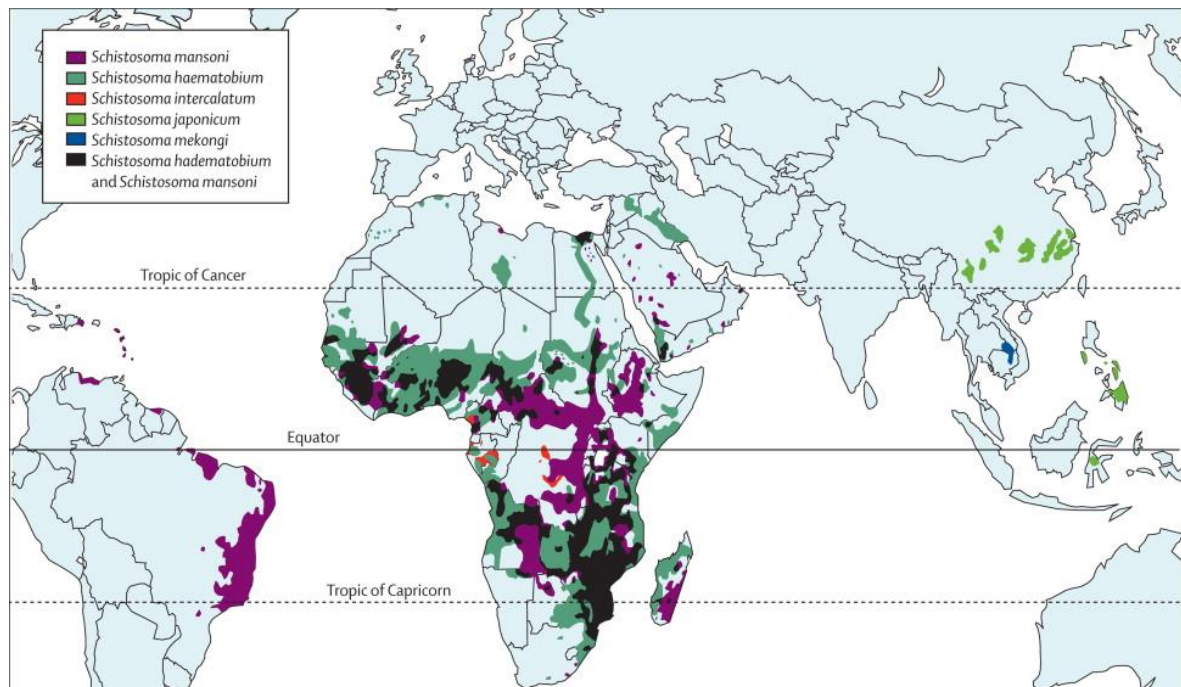 Schistosoma mansoni
Schistosoma haematobium
Schistosoma intercalatum
Schistosoma japonicum
Schistosoma mekongi
Schistosoma hadematobium
and Schistosoma mansoni
Tropic of Cancer
Equator
Tropic of Capricorn